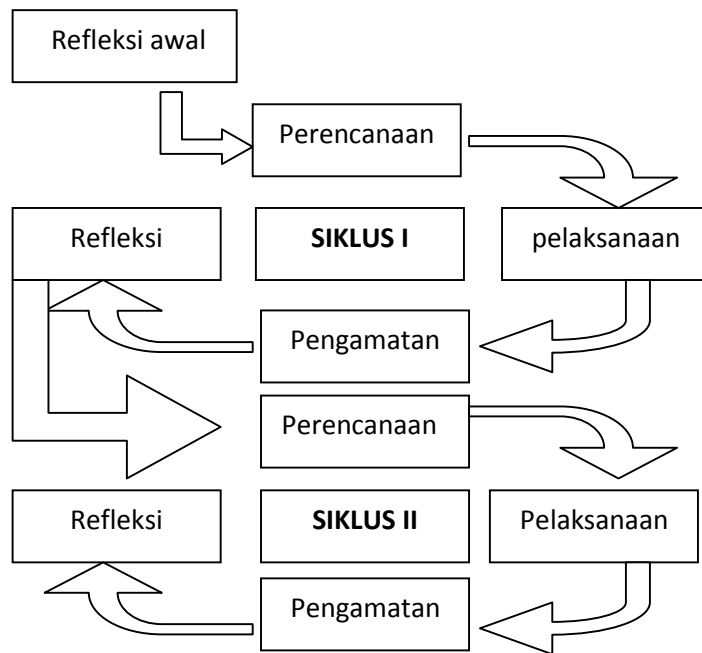 Refleksi awal
Perencanaan
Refleksi
SIKLUS I
pelaksanaan
Pengamatan
Perencanaan
Refleksi
SIKLUS II
Pelaksanaan
Pengamatan